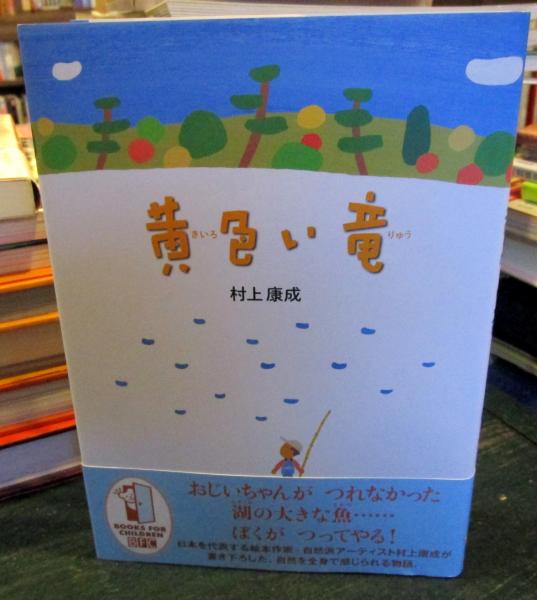 黄色い竜
きいろ
りゅう
村上 康成
おじいちゃんが つれなかった
湖の大きな魚……
ぼくが つってやる!
日本を代表する絵本作家・自然派アーティスト村上康成が
書き下ろした、自然を全身で感じられる物語。
BOOKS FOR
CHILDREN
BFC